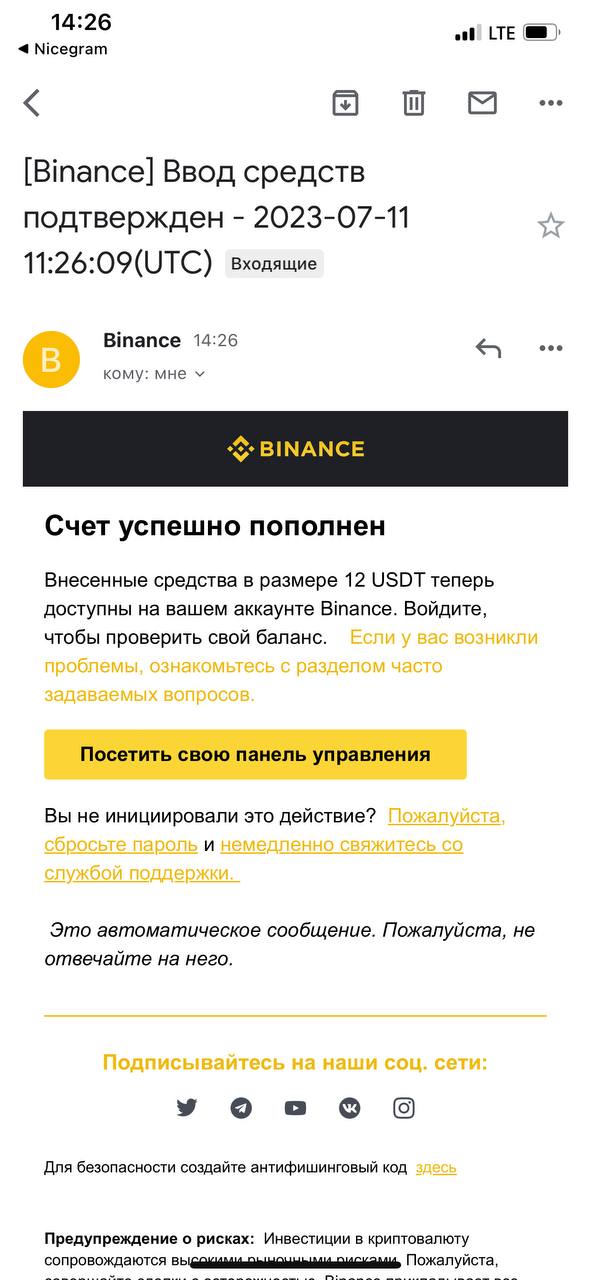 14:26
◀ Nicegram
LTE
[Binance] Ввод средств
подтвержден - 2023-07-11
11:26:09(UTC) Входящие
B
Binance 14:26
кому: мне
BINANCE
Счет успешно пополнен
Внесенные средства в размере 12 USDT теперь
доступны на вашем аккаунте Binance. Войдите,
чтобы проверить свой баланс. Если у вас возникли
проблемы, ознакомьтесь с разделом часто
задаваемых вопросов.
Посетить свою панель управления
Вы не инициировали это действие? Пожалуйста,
сбросьте пароль и немедленно свяжитесь со
службой поддержки.
Это автоматическое сообщение. Пожалуйста, не
отвечайте на него.
Подписывайтесь на наши соц. сети:
Для безопасности создайте антифишинговый код здесь
Предупреждение о рисках: Инвестиции в криптовалюту
сопровождаются высокими рыночными рисками. Пожалуйста,